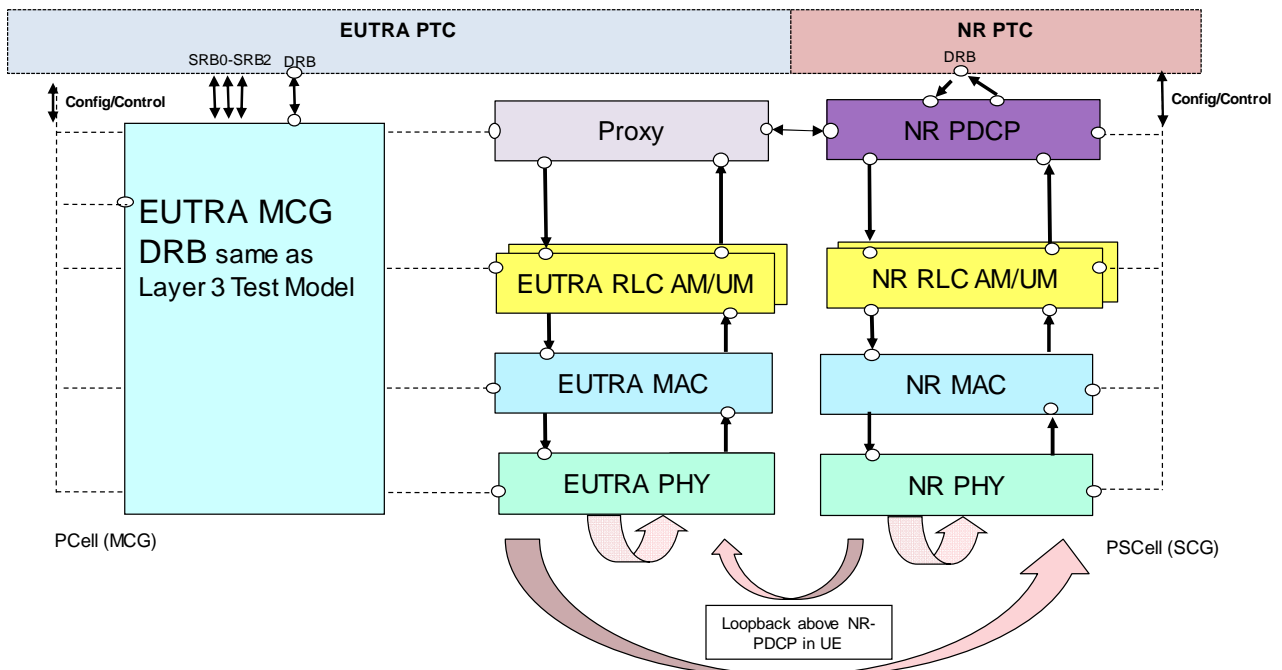 EUTRA PTC
NR PTC
SRB0-SRB2
DRB
DRB
Config/Control
Config/Control
Proxy
NR PDCP
EUTRA MCG
DRB same as
Layer 3 Test Model
EUTRA RLC AM/UM
NR RLC AM/UM
EUTRA MAC
NR MAC
EUTRA PHY
NR PHY
PCell (MCG)
PSCell (SCG)
Loopback above NR-
PDCP in UE